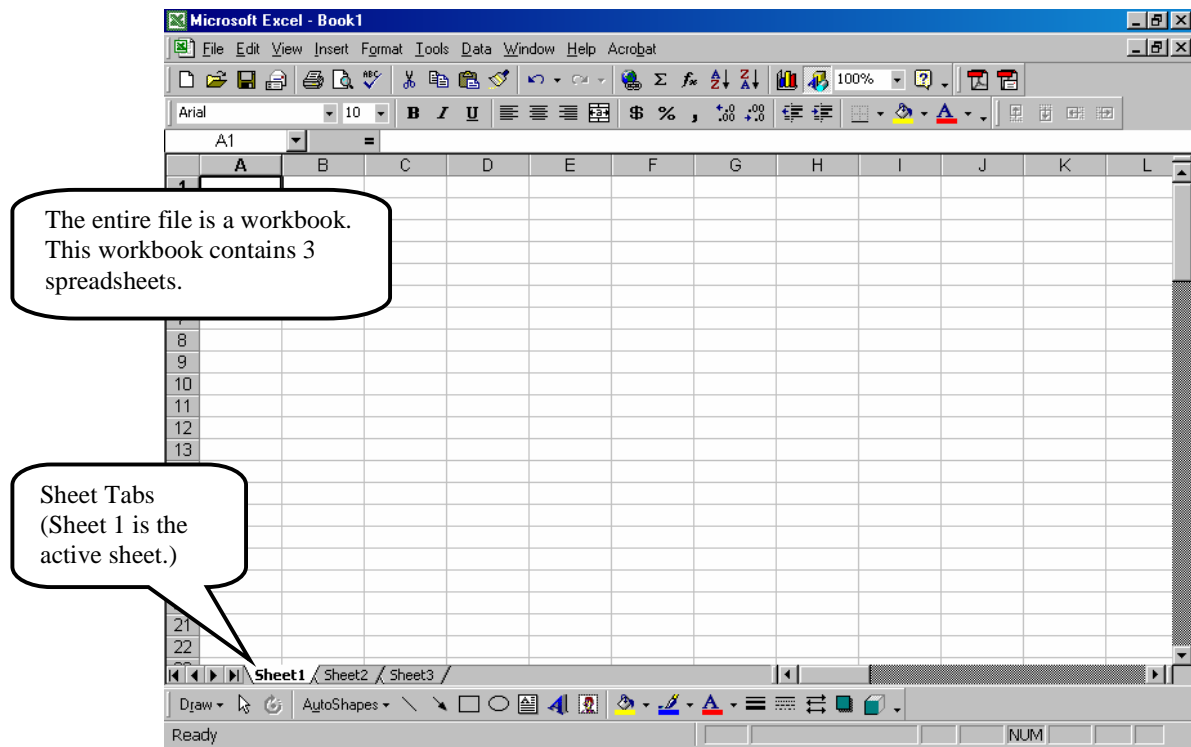 Microsoft Excel - Book1
File Edit View Insert Format Tools Data Window Help Acrobat
100%
Arial 10 B I U $ % ,
A1 =
A B C D E F G H I J K L
1
The entire file is a workbook.
This workbook contains 3
spreadsheets.
8
9
10
11
12
13
Sheet Tabs
(Sheet 1 is the
active sheet.)
21
22
Sheet1 Sheet2 Sheet3
Draw AutoShapes
Ready NUM